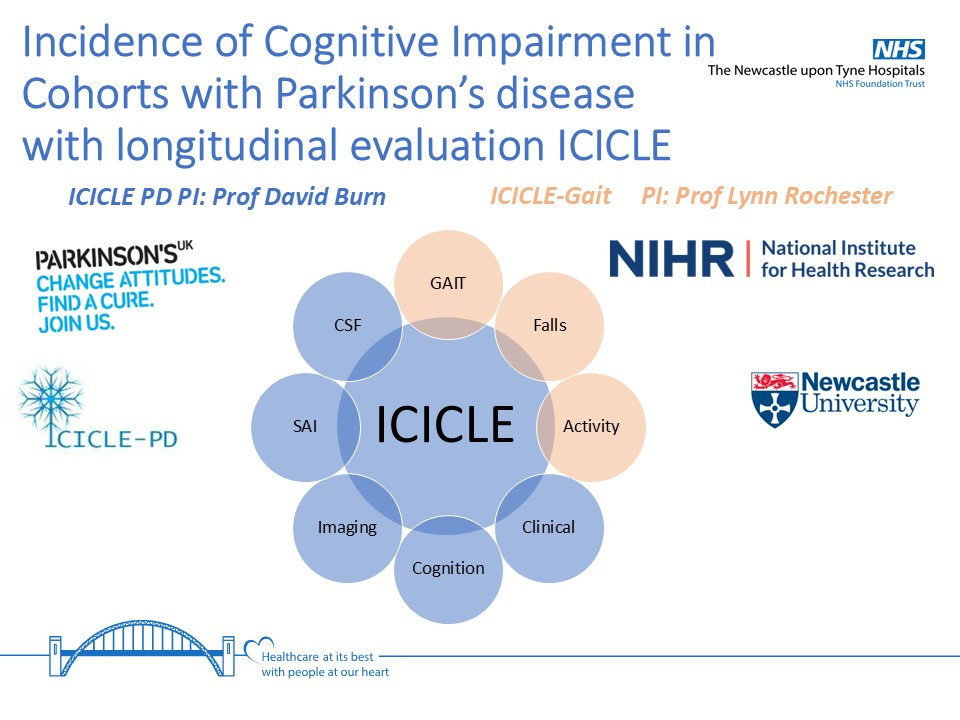 Incidence of Cognitive Impairment in
Cohorts with Parkinson’s disease
with longitudinal evaluation ICICLE
NHS
The Newcastle upon Tyne Hospitals
NHS Foundation Trust
ICICLE PD PI: Prof David Burn
ICICLE-Gait PI: Prof Lynn Rochester
PARKINSON'S UK
CHANGE ATTITUDES.
FIND A CURE.
JOIN US.
NIHR | National Institute
for Health Research
GAIT
CSF
Falls
ICICLE-PD
SAI
ICICLE
Activity
Newcastle
University
Imaging
Clinical
Cognition
Healthcare at its best
with people at our heart